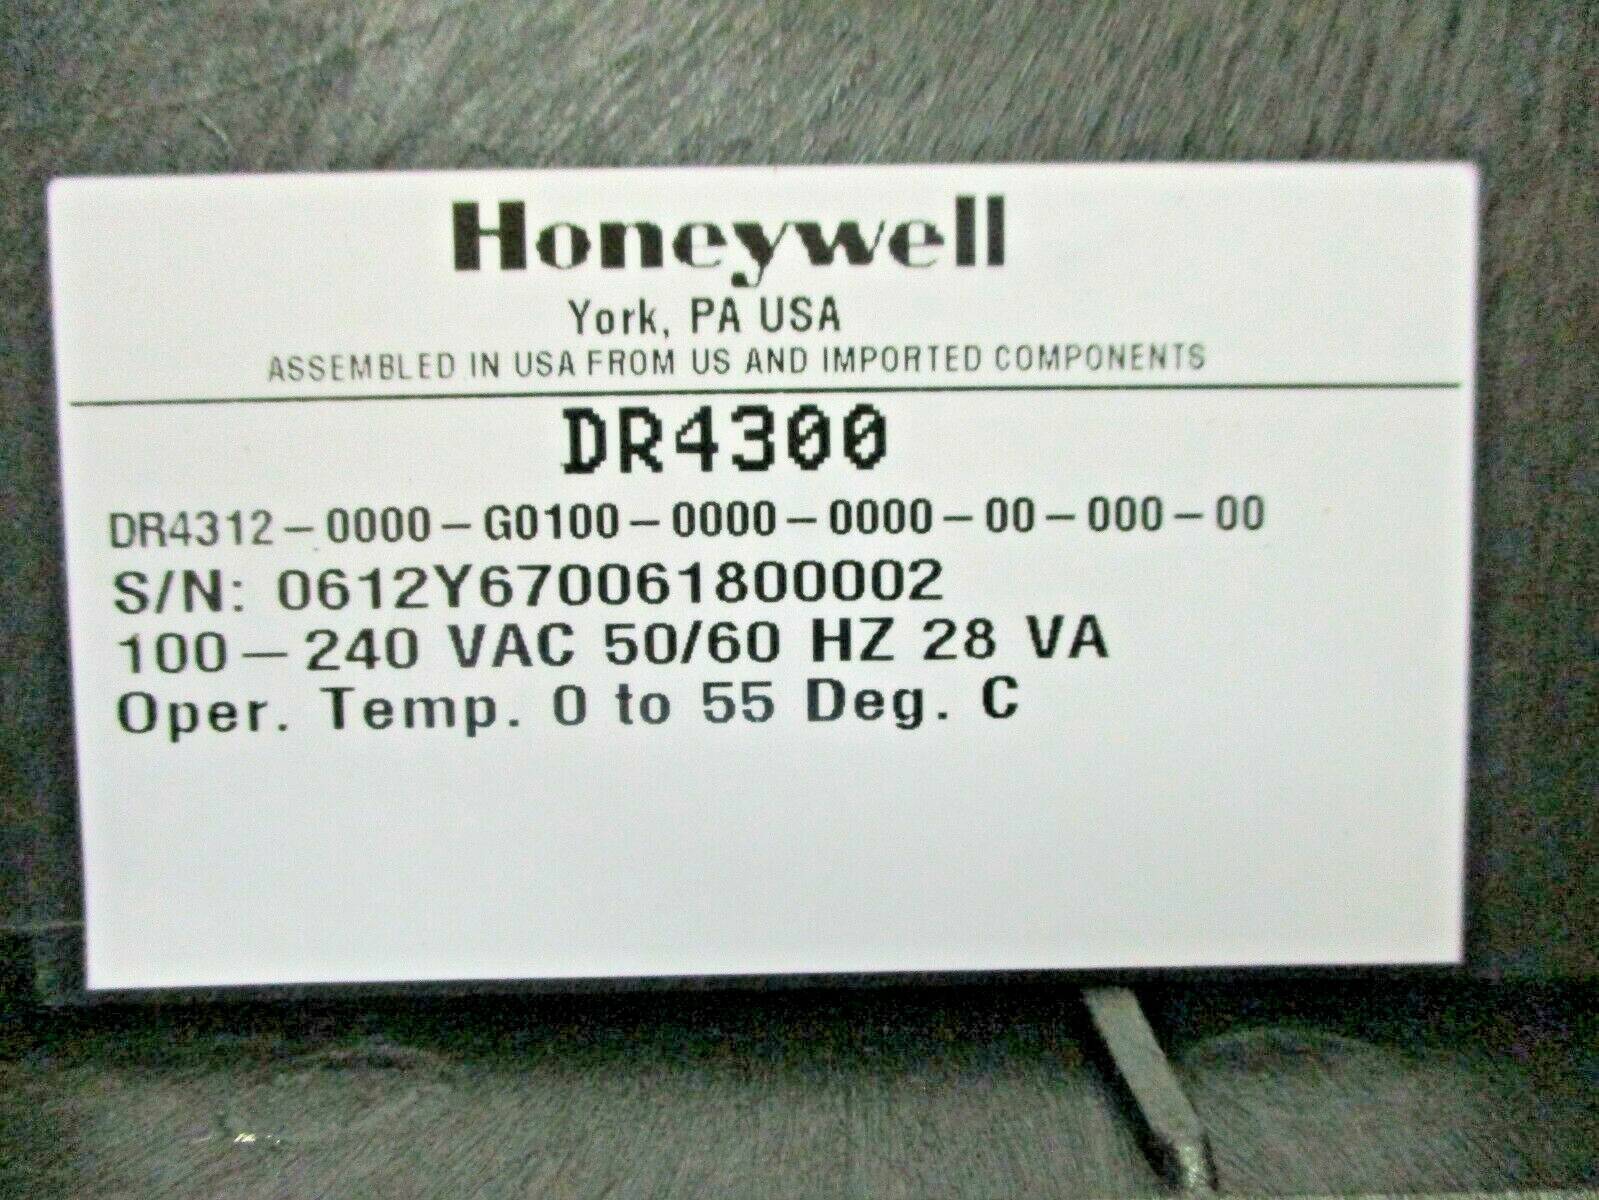 Honeywell
York, PA USA
ASSEMBLED IN USA FROM US AND IMPORTED COMPONENTS
DR4300
DR4312-0000-G0100-0000-0000-00-000-00
S/N: 0612Y670061800002
100-240 VAC 50/60 HZ 28 VA
Oper. Temp. 0 to 55 Deg. C